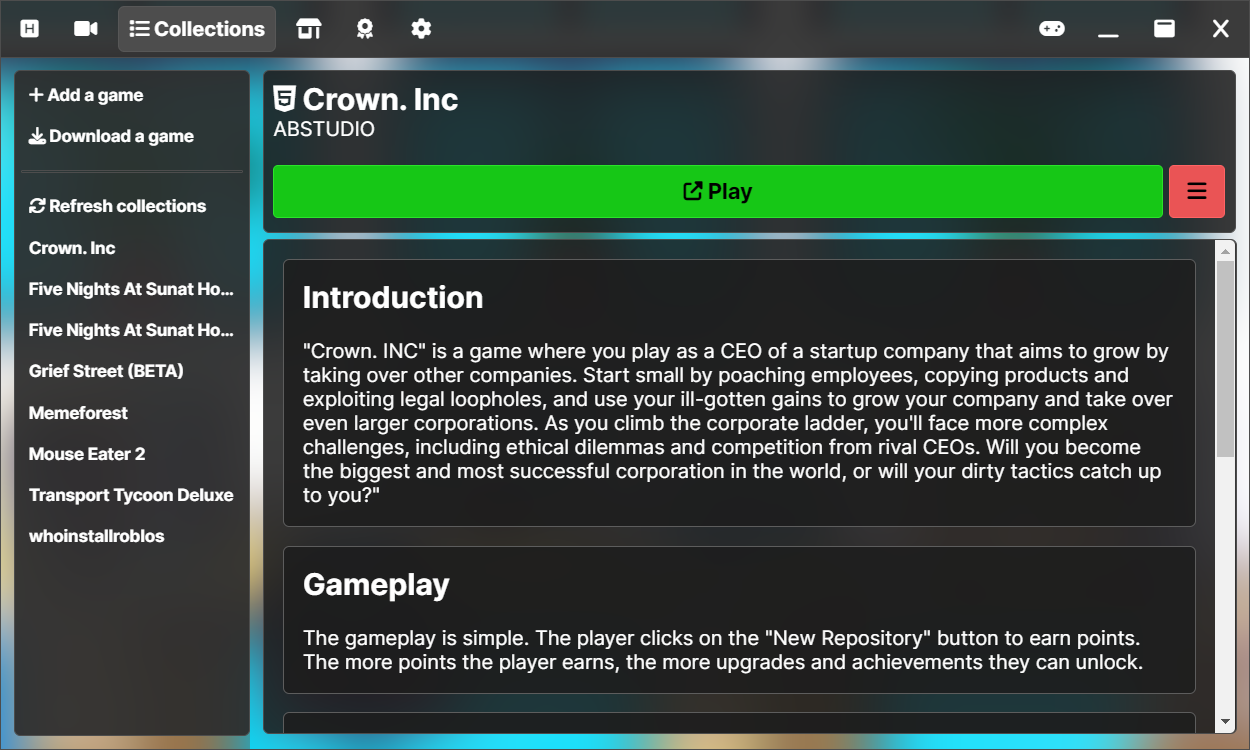 H
Collections
Add a game
Download a game
Refresh collections
Crown. Inc
Five Nights At Sunat Ho...
Five Nights At Sunat Ho...
Grief Street (BETA)
Memeforest
Mouse Eater 2
Transport Tycoon Deluxe
whoinstallroblos
5 Crown. Inc
ABSTUDIO
Play
Introduction
"Crown. INC" is a game where you play as a CEO of a startup company that aims to grow by
taking over other companies. Start small by poaching employees, copying products and
exploiting legal loopholes, and use your ill-gotten gains to grow your company and take over
even larger corporations. As you climb the corporate ladder, you'll face more complex
challenges, including ethical dilemmas and competition from rival CEOs. Will you become
the biggest and most successful corporation in the world, or will your dirty tactics catch up
to you?"
Gameplay
The gameplay is simple. The player clicks on the "New Repository" button to earn points.
The more points the player earns, the more upgrades and achievements they can unlock.